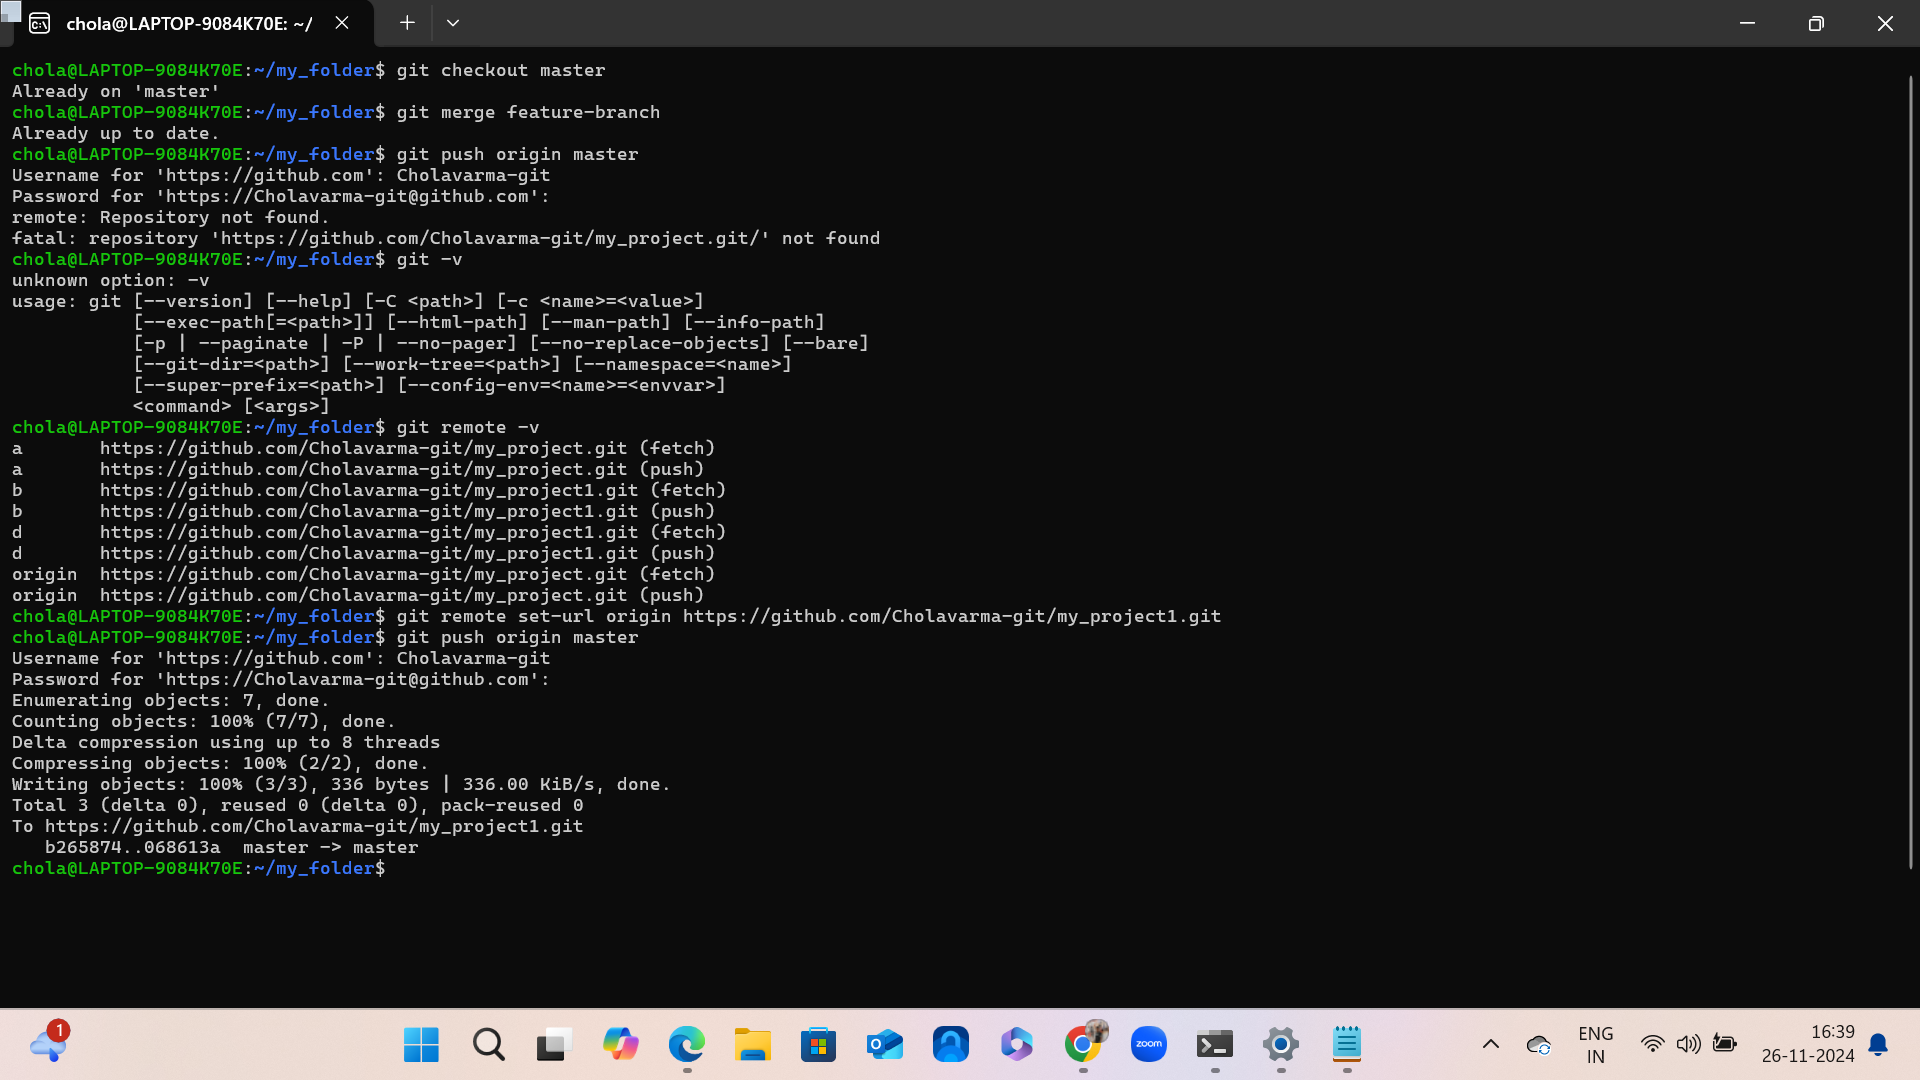 chola@LAPTOP-9084K70E: ~/
chola@LAPTOP-9084K70E:~/my_folder$ git checkout master
Already on 'master'
chola@LAPTOP-9084K70E:~/my_folder$ git merge feature-branch
Already up to date.
chola@LAPTOP-9084K70E:~/my_folder$ git push origin master
Username for 'https://github.com': Cholavarma-git
Password for 'https://Cholavarma-git@github.com':
remote: Repository not found.
fatal: repository 'https://github.com/Cholavarma-git/my_project.git/' not found
chola@LAPTOP-9084K70E:~/my_folder$ git -v
unknown option: -v
usage: git [--version] [--help] [-C <path>] [-c <name>=<value>]
           [--exec-path[=<path>]] [--html-path] [--man-path] [--info-path]
           [-p | --paginate | -P | --no-pager] [--no-replace-objects] [--bare]
           [--git-dir=<path>] [--work-tree=<path>] [--namespace=<name>]
           [--super-prefix=<path>] [--config-env=<name>=<envvar>]
           <command> [<args>]
chola@LAPTOP-9084K70E:~/my_folder$ git remote -v
a       https://github.com/Cholavarma-git/my_project.git (fetch)
a       https://github.com/Cholavarma-git/my_project.git (push)
b       https://github.com/Cholavarma-git/my_project1.git (fetch)
b       https://github.com/Cholavarma-git/my_project1.git (push)
d       https://github.com/Cholavarma-git/my_project1.git (fetch)
d       https://github.com/Cholavarma-git/my_project1.git (push)
origin  https://github.com/Cholavarma-git/my_project.git (fetch)
origin  https://github.com/Cholavarma-git/my_project.git (push)
chola@LAPTOP-9084K70E:~/my_folder$ git remote set-url origin https://github.com/Cholavarma-git/my_project1.git
chola@LAPTOP-9084K70E:~/my_folder$ git push origin master
Username for 'https://github.com': Cholavarma-git
Password for 'https://Cholavarma-git@github.com':
Enumerating objects: 7, done.
Counting objects: 100% (7/7), done.
Delta compression using up to 8 threads
Compressing objects: 100% (2/2), done.
Writing objects: 100% (3/3), 336 bytes | 336.00 KiB/s, done.
Total 3 (delta 0), reused 0 (delta 0), pack-reused 0
To https://github.com/Cholavarma-git/my_project1.git
   b265874..068613a  master -> master
chola@LAPTOP-9084K70E:~/my_folder$
1
zoom
ENG
IN
16:39
26-11-2024